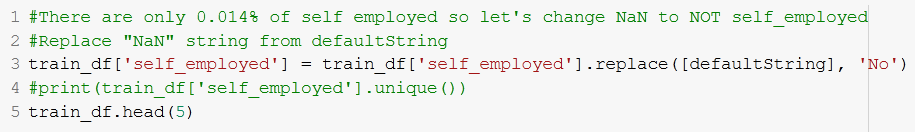 1 #There are only 0.014% of self employed so let's change NaN to NOT self_employed
2 #Replace "NaN" string from defaultString
3 train_df['self_employed'] = train_df['self_employed'].replace([defaultString], 'No')
4 #print(train_df['self_employed'].unique())
5 train_df.head(5)